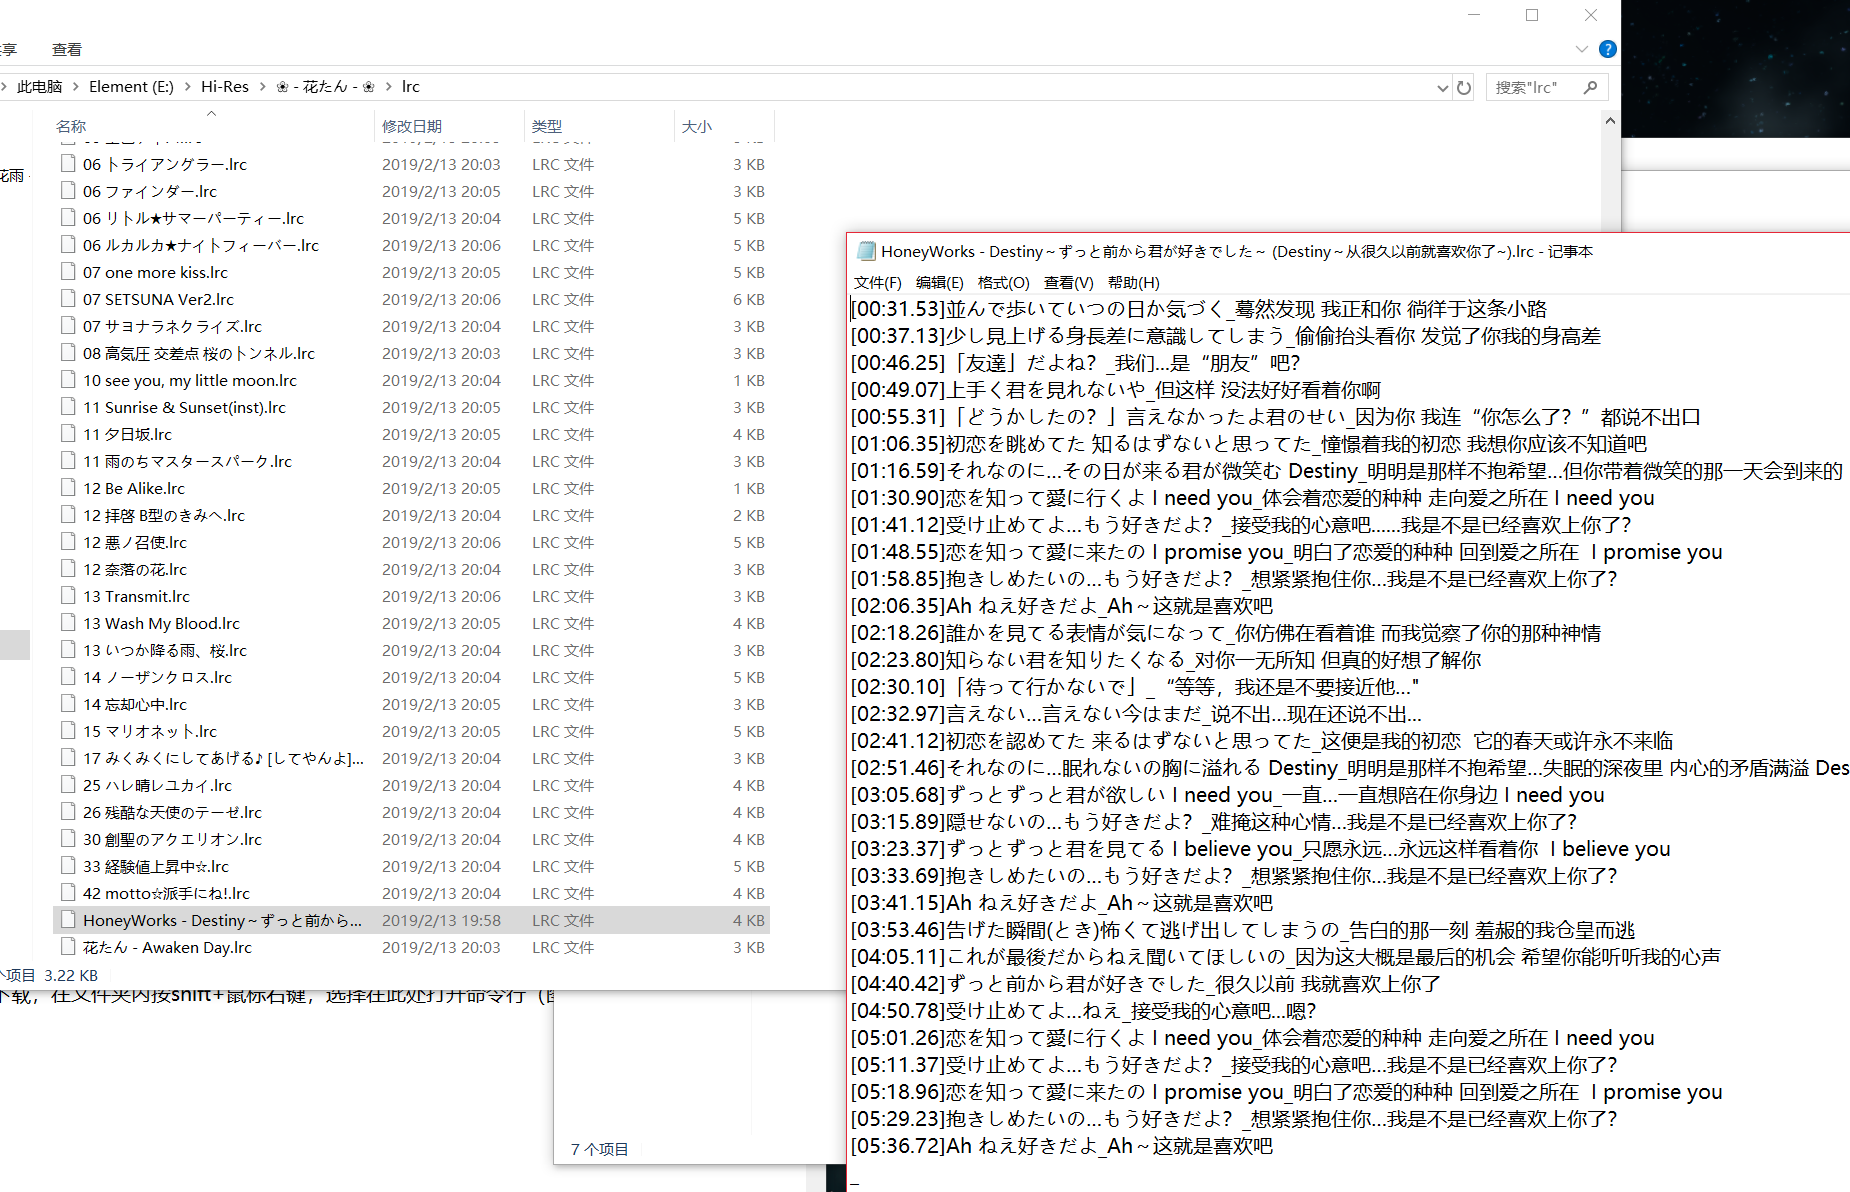 查看
此电脑 > Element (E:) > Hi-Res > ❀ - 花たん - ❀ > lrc
搜索"lrc"
名称 修改日期 类型 大小
06 トライアングラー.lrc 2019/2/13 20:03 LRC 文件 3 KB
06 ファインダー.lrc 2019/2/13 20:05 LRC 文件 3 KB
06 リトル★サマーパーティー.lrc 2019/2/13 20:04 LRC 文件 5 KB
06 ルカルカ★ナイトフィーバー.lrc 2019/2/13 20:06 LRC 文件 5 KB
07 one more kiss.lrc 2019/2/13 20:05 LRC 文件 5 KB
07 SETSUNA Ver2.lrc 2019/2/13 20:06 LRC 文件 6 KB
07 サヨナラネクライズ.lrc 2019/2/13 20:04 LRC 文件 3 KB
08 高気圧 交差点 桜のトンネル.lrc 2019/2/13 20:03 LRC 文件 3 KB
10 see you, my little moon.lrc 2019/2/13 20:04 LRC 文件 1 KB
11 Sunrise & Sunset(inst).lrc 2019/2/13 20:05 LRC 文件 3 KB
11 夕日坂.lrc 2019/2/13 20:05 LRC 文件 4 KB
11 雨のちマスタースパーク.lrc 2019/2/13 20:04 LRC 文件 3 KB
12 Be Alike.lrc 2019/2/13 20:05 LRC 文件 1 KB
12 拝啓 B型のきみへ.lrc 2019/2/13 20:04 LRC 文件 2 KB
12 悪ノ召使.lrc 2019/2/13 20:06 LRC 文件 5 KB
12 奈落の花.lrc 2019/2/13 20:04 LRC 文件 3 KB
13 Transmit.lrc 2019/2/13 20:06 LRC 文件 3 KB
13 Wash My Blood.lrc 2019/2/13 20:05 LRC 文件 4 KB
13 いつか降る雨、桜.lrc 2019/2/13 20:04 LRC 文件 3 KB
14 ノーザンクロス.lrc 2019/2/13 20:04 LRC 文件 5 KB
14 忘却心中.lrc 2019/2/13 20:05 LRC 文件 3 KB
15 マリオネット.lrc 2019/2/13 20:05 LRC 文件 5 KB
17 みくみくにしてあげる♪ [してやんよ]... 2019/2/13 20:04 LRC 文件 3 KB
25 ハレ晴レユカイ.lrc 2019/2/13 20:04 LRC 文件 4 KB
26 残酷な天使のテーゼ.lrc 2019/2/13 20:04 LRC 文件 4 KB
30 創聖のアクエリオン.lrc 2019/2/13 20:04 LRC 文件 4 KB
33 経験値上昇中☆.lrc 2019/2/13 20:04 LRC 文件 5 KB
42 motto☆派手にね!.lrc 2019/2/13 20:04 LRC 文件 4 KB
HoneyWorks - Destiny～ずっと前から... 2019/2/13 19:58 LRC 文件 4 KB
花たん - Awaken Day.lrc 2019/2/13 20:03 LRC 文件 3 KB
个项目 3.22 KB
下载，在文件夹内按shift+鼠标右键，选择在此处打开命令行
7 个项目
HoneyWorks - Destiny～ずっと前から君が好きでした～ (Destiny～从很久以前就喜欢你了~).lrc - 记事本
文件(F) 编辑(E) 格式(O) 查看(V) 帮助(H)
[00:31.53]並んで歩いていつの日か気づく_蓦然发现 我正和你 徜徉于这条小路
[00:37.13]少し見上げる身長差に意識してしまう_偷偷抬头看你 发觉了你我的身高差
[00:46.25]「友達」だよね？_我们...是“朋友”吧？
[00:49.07]上手く君を見れないや_但这样 没法好好看着你啊
[00:55.31]「どうかしたの？」言えなかったよ君のせい_因为你 我连“你怎么了？”都说不出口
[01:06.35]初恋を眺めてた 知るはずないと思ってた_憧憬着我的初恋 我想你应该不知道吧
[01:16.59]それなのに...その日が来る君が微笑む Destiny_明明是那样不抱希望...但你带着微笑的那一天会到来的
[01:30.90]恋を知って愛に行くよ I need you_体会着恋爱的种种 走向爱之所在 I need you
[01:41.12]受け止めてよ...もう好きだよ？_接受我的心意吧......我是不是已经喜欢上你了？
[01:48.55]恋を知って愛に来たの I promise you_明白了恋爱的种种 回到爱之所在  I promise you
[01:58.85]抱きしめたいの...もう好きだよ？_想紧紧抱住你...我是不是已经喜欢上你了？
[02:06.35]Ah ねえ好きだよ_Ah～这就是喜欢吧
[02:18.26]誰かを見てる表情が気になって_你仿佛在看着谁 而我觉察了你的那种神情
[02:23.80]知らない君を知りたくなる_对你一无所知 但真的好想了解你
[02:30.10]「待って行かないで」_“等等，我还是不要接近他..."
[02:32.97]言えない...言えない今はまだ_说不出...现在还说不出...
[02:41.12]初恋を認めてた 来るはずないと思ってた_这便是我的初恋  它的春天或许永不来临
[02:51.46]それなのに...眠れないの胸に溢れる Destiny_明明是那样不抱希望...失眠的深夜里 内心的矛盾满溢 Des
[03:05.68]ずっとずっと君が欲しい I need you_一直...一直想陪在你身边 I need you
[03:15.89]隠せないの...もう好きだよ？_难掩这种心情...我是不是已经喜欢上你了？
[03:23.37]ずっとずっと君を見てる I believe you_只愿永远...永远这样看着你  I believe you
[03:33.69]抱きしめたいの...もう好きだよ？_想紧紧抱住你...我是不是已经喜欢上你了？
[03:41.15]Ah ねえ好きだよ_Ah～这就是喜欢吧
[03:53.46]告げた瞬間(とき)怖くて逃げ出してしまうの_告白的那一刻 羞赧的我仓皇而逃
[04:05.11]これが最後だからねえ聞いてほしいの_因为这大概是最后的机会 希望你能听听我的心声
[04:40.42]ずっと前から君が好きでした_很久以前 我就喜欢上你了
[04:50.78]受け止めてよ...ねえ_接受我的心意吧...嗯？
[05:01.26]恋を知って愛に行くよ I need you_体会着恋爱的种种 走向爱之所在 I need you
[05:11.37]受け止めてよ...もう好きだよ？_接受我的心意吧...我是不是已经喜欢上你了？
[05:18.96]恋を知って愛に来たの I promise you_明白了恋爱的种种 回到爱之所在  I promise you
[05:29.23]抱きしめたいの...もう好きだよ？_想紧紧抱住你...我是不是已经喜欢上你了？
[05:36.72]Ah ねえ好きだよ_Ah～这就是喜欢吧